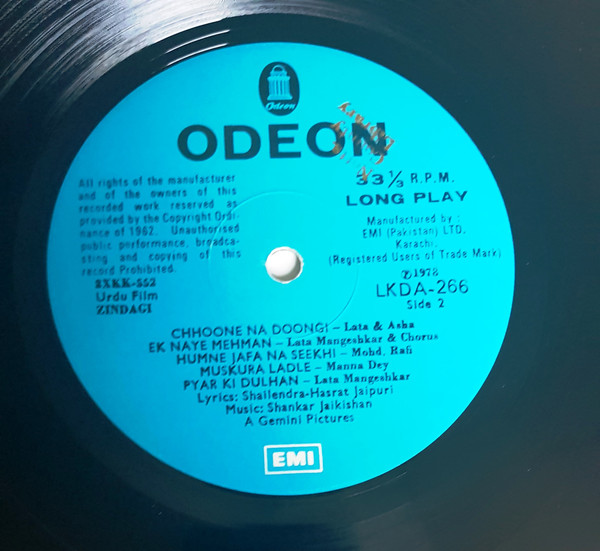 Odeon
ODEON
All rights of the manufacturer
and of the owners of this
recorded work reserved as
provided by the Copyright Ordi-
nance of 1962. Unauthorised
public performance, broadcas-
ting and copying of this
record Prohibited.
2XKK-552
Urdu Film
ZINDAGI
33⅓ R.P.M.
LONG PLAY
Manufactured by :
EMI (Pakistan) LTD.
Karachi.
(Registered Users of Trade Mark)
Ⓟ1978
LKDA-266
Side 2
CHHOONE NA DOONGI – Lata & Asha
EK NAYE MEHMAN – Lata Mangeshkar & Chorus
HUMNE JAFA NA SEEKHI – Mohd. Rafi
MUSKURA LADLE – Manna Dey
PYAR KI DULHAN – Lata Mangeshkar
Lyrics: Shailendra-Hasrat Jaipuri
Music: Shankar Jaikishan
A Gemini Pictures
EMI